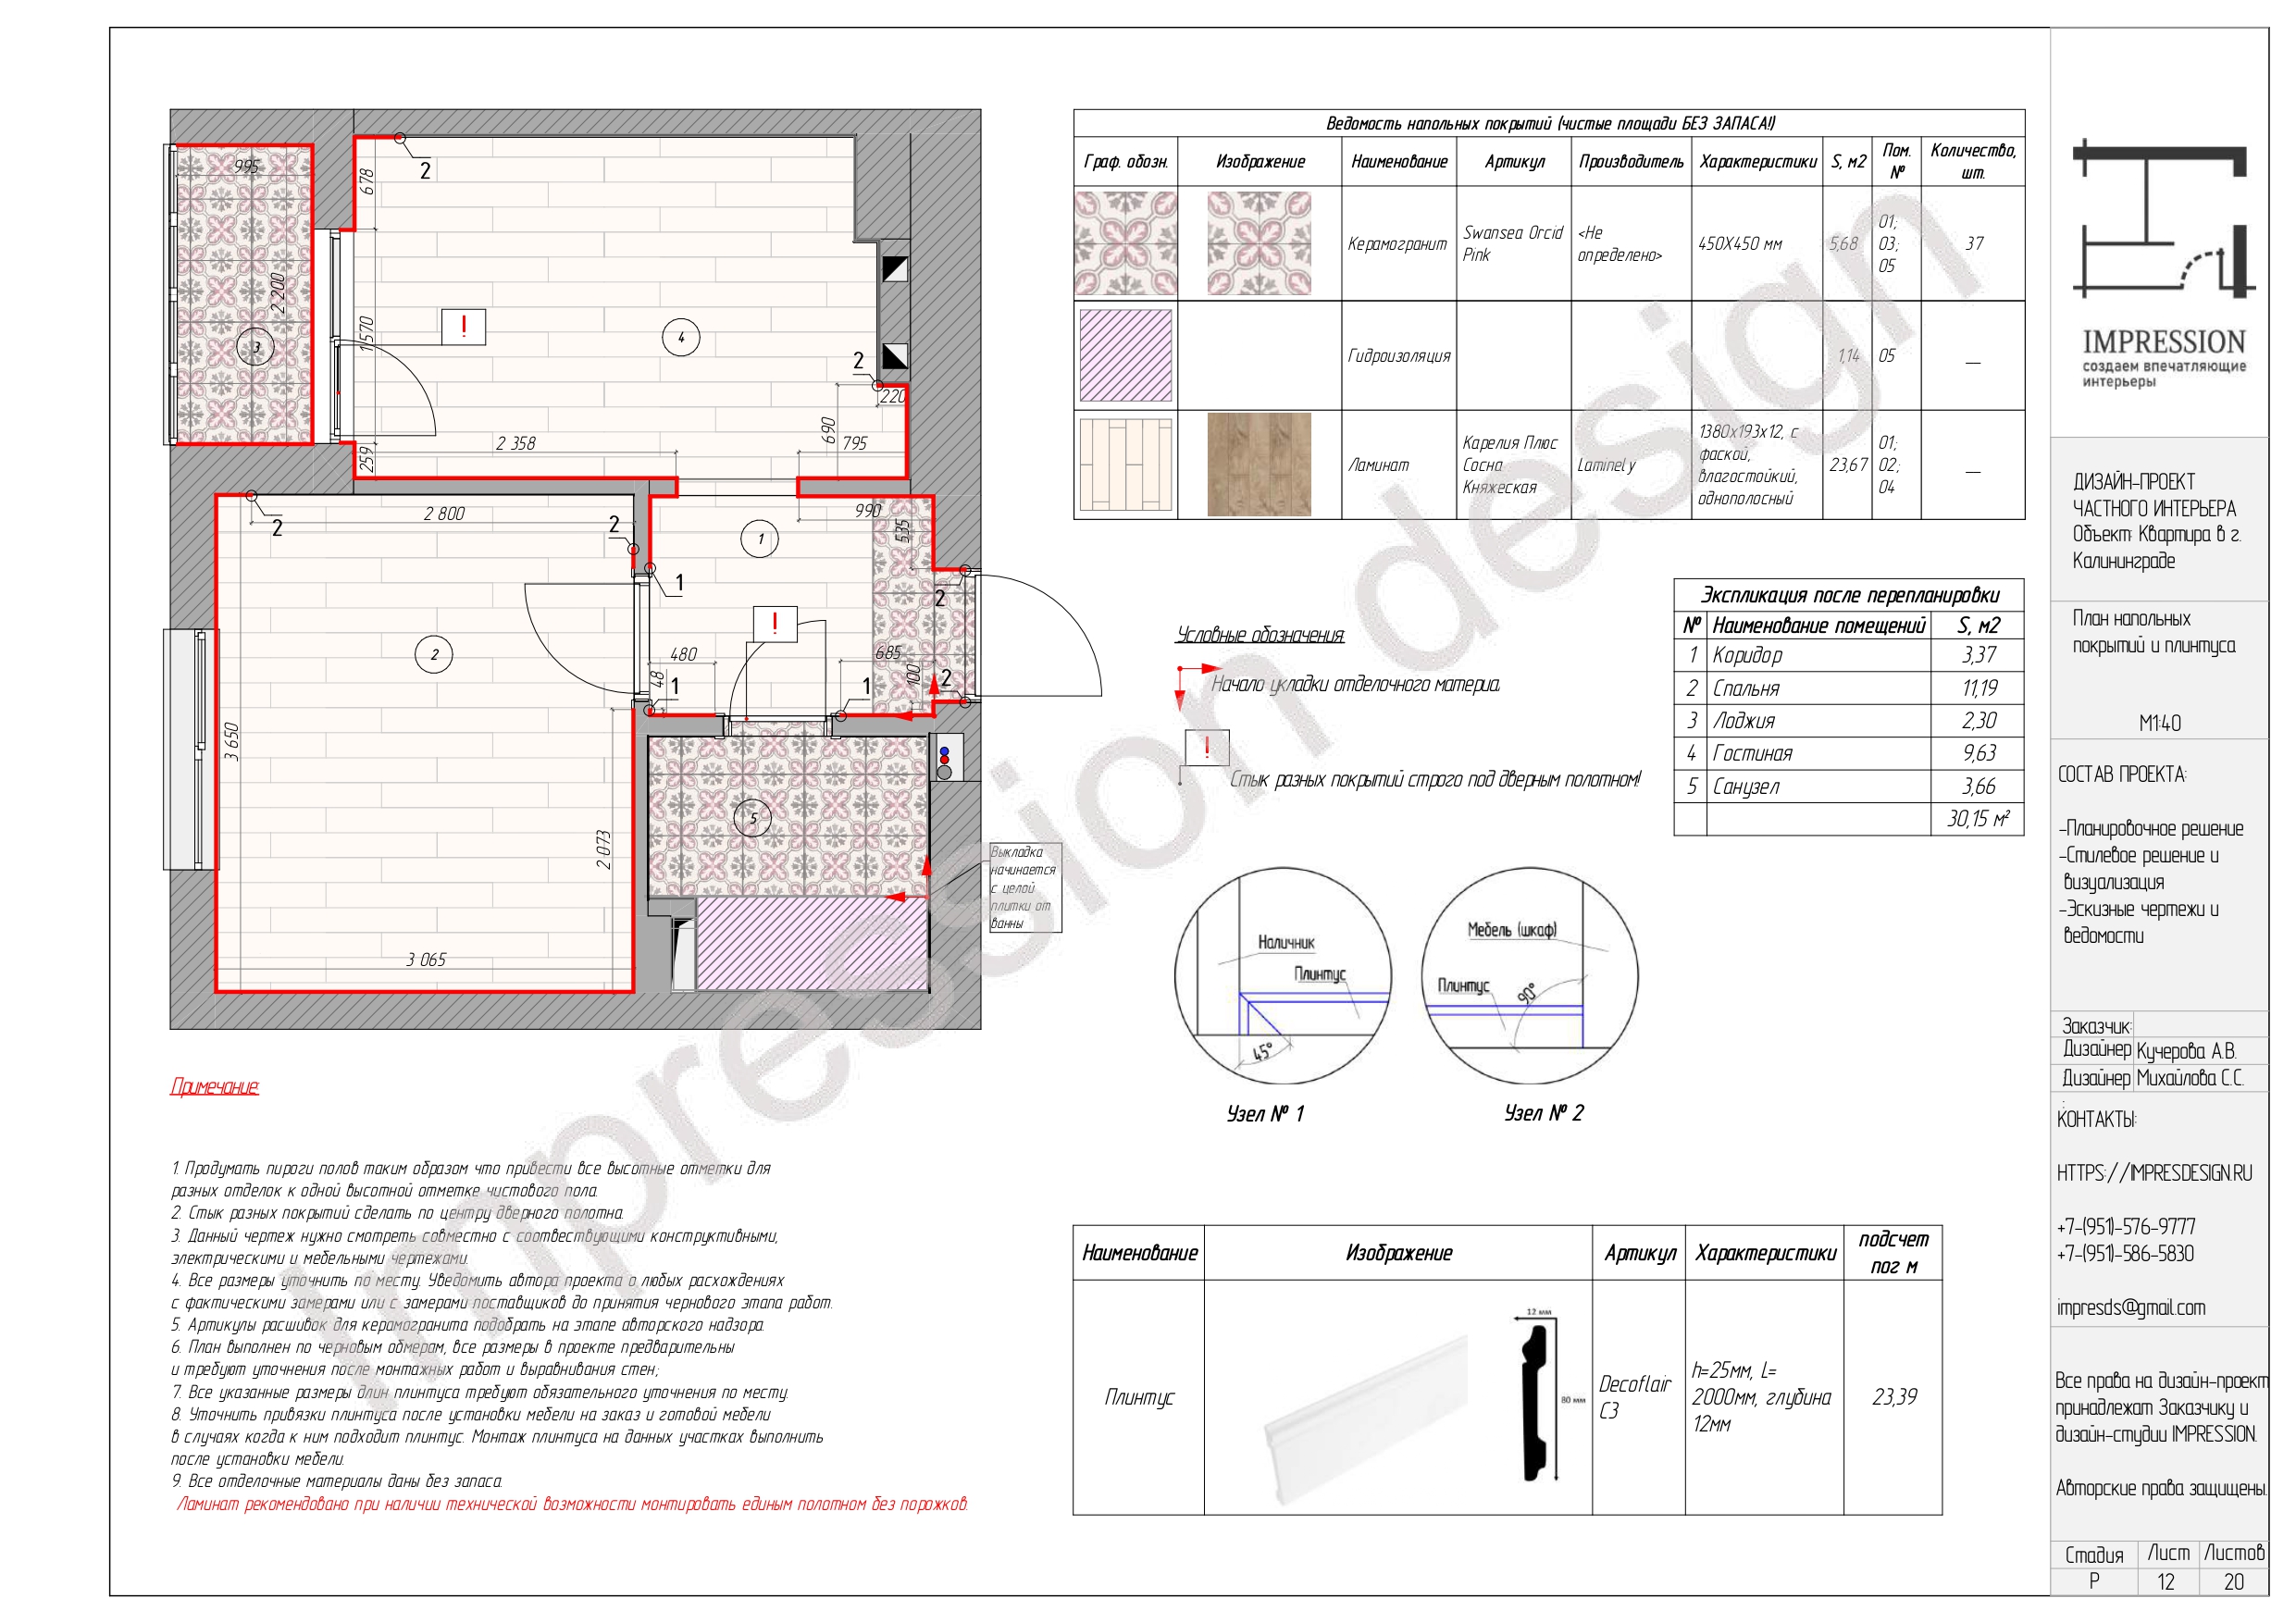 995
678
2
2 200
3
1 570
!
4
2
220
690
2 358
795
259
2 800
2
2
990
535
1
1
2
!
2
480
685
48
1
1
100
2
3 650
5
2 073
3 065
Выкладка
начинается
с целой
плитки от
ванны
Ведомость напольных покрытий (чистые площади БЕЗ ЗАПАСА!)
Граф. обозн. Изображение Наименование Артикул Производитель Характеристики S, м2 Пом. № Количество, шт.
Керамогранит Swansea Orcid Pink <Не определено> 450X450 мм 5,68 01; 03; 05 37
Гидроизоляция 1,14 05 —
Ламинат Карелия Плюс Сосна Княжеская Laminely 1380х193х12, с фаской, влагостойкий, однополосный 23,67 01; 02; 04 —
Условные обозначения:
Начало укладки отделочного материа
!
Стык разных покрытий строго под дверным полотном!
Экспликация после перепланировки
№ Наименование помещений S, м2
1 Коридор 3,37
2 Спальня 11,19
3 Лоджия 2,30
4 Гостиная 9,63
5 Санузел 3,66
30,15 м²
Наличник
Плинтус
45°
Узел № 1
Мебель (шкаф)
Плинтус
90°
Узел № 2
Примечание:
1. Продумать пироги полов таким образом что привести все высотные отметки для
разных отделок к одной высотной отметке чистового пола.
2. Стык разных покрытий сделать по центру дверного полотна.
3. Данный чертеж нужно смотреть совместно с соотвествующими конструктивными,
электрическими и мебельными чертежами.
4. Все размеры уточнить по месту. Уведомить автора проекта о любых расхождениях
с фактическими замерами или с замерами поставщиков до принятия чернового этапа работ.
5. Артикулы расшивок для керамогранита подобрать на этапе авторского надзора.
6. План выполнен по черновым обмерам, все размеры в проекте предварительны
и требуют уточнения после монтажных работ и выравнивания стен;
7. Все указанные размеры длин плинтуса требуют обязательного уточнения по месту.
8. Уточнить привязки плинтуса после установки мебели на заказ и готовой мебели
в случаях когда к ним подходит плинтус. Монтаж плинтуса на данных участках выполнить
после установки мебели.
9. Все отделочные материалы даны без запаса.
Ламинат рекомендовано при наличии технической возможности монтировать единым полотном без порожков.
Наименование Изображение Артикул Характеристики подсчет пог м
Плинтус 12 мм 80 мм Decoflair C3 h=25мм, L= 2000мм, глубина 12мм 23,39
Impression design
IMPRESSION
создаем впечатляющие
интерьеры
ДИЗАЙН-ПРОЕКТ
ЧАСТНОГО ИНТЕРЬЕРА
Объект: Квартира в г.
Калининграде
План напольных
покрытий и плинтуса
М1:40
СОСТАВ ПРОЕКТА:
-Планировочное решение
-Стилевое решение и
визуализация
-Эскизные чертежи и
ведомости
Заказчик:
Дизайнер Кучерова А.В.
Дизайнер Михайлова С.С.
:
КОНТАКТЫ:
HTTPS://IMPRESDESIGN.RU
+7-(951)-576-9777
+7-(951)-586-5830
impresds@gmail.com
Все права на дизайн-проект
принадлежат Заказчику и
дизайн-студии IMPRESSION.
Авторские права защищены.
Стадия Лист Листов
Р 12 20